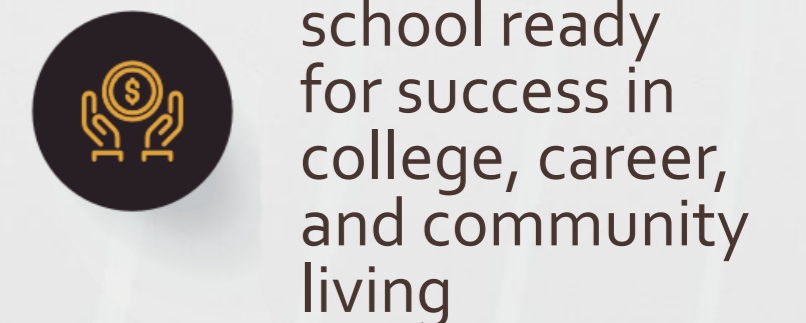 school ready
for success in
college, career,
and community
living
$